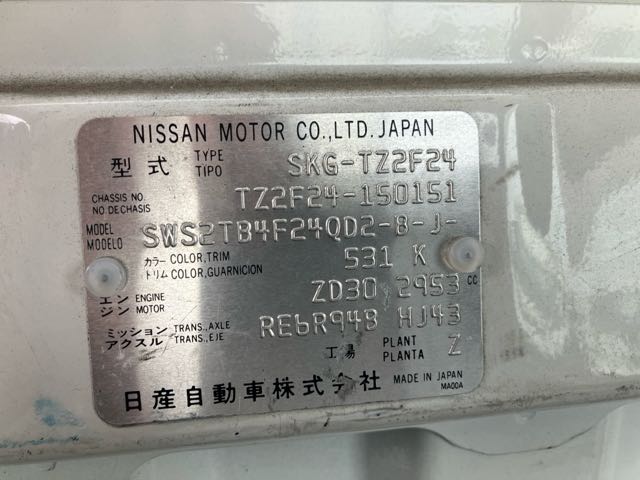 NISSAN MOTOR CO.,LTD. JAPAN
型式 TYPE TIPO SKG-TZ2F24
CHASSIS NO. NO DE CHASIS TZ2F24-150151
MODEL MODELO SWS2TB4F24QD2-8-J-
カラー COLOR,TRIM トリム COLOR,GUARNICION 531 K
エンジン ENGINE MOTOR ZD30 2953 CC
ミッション アクスル TRANS.,AXLE TRANS.,EJE RE6R94B HJ43
工場 PLANT PLANTA Z
日産自動車株式会社 MADE IN JAPAN
MA00A